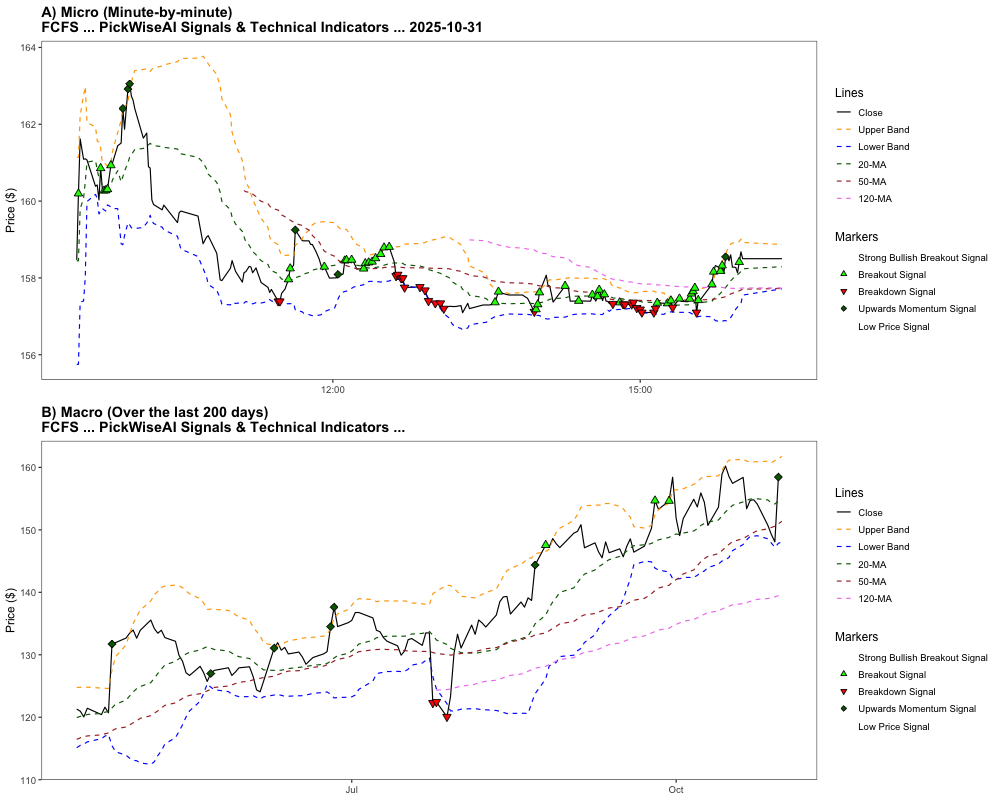 A) Micro (Minute-by-minute)
FCFS ... PickWiseAI Signals & Technical Indicators ... 2025-10-31
Price ($)
164
162
160
158
156
12:00
15:00
Lines
Close
Upper Band
Lower Band
20-MA
50-MA
120-MA
Markers
Strong Bullish Breakout Signal
Breakout Signal
Breakdown Signal
Upwards Momentum Signal
Low Price Signal
B) Macro (Over the last 200 days)
FCFS ... PickWiseAI Signals & Technical Indicators ...
Price ($)
160
150
140
130
120
110
Jul
Oct
Lines
Close
Upper Band
Lower Band
20-MA
50-MA
120-MA
Markers
Strong Bullish Breakout Signal
Breakout Signal
Breakdown Signal
Upwards Momentum Signal
Low Price Signal